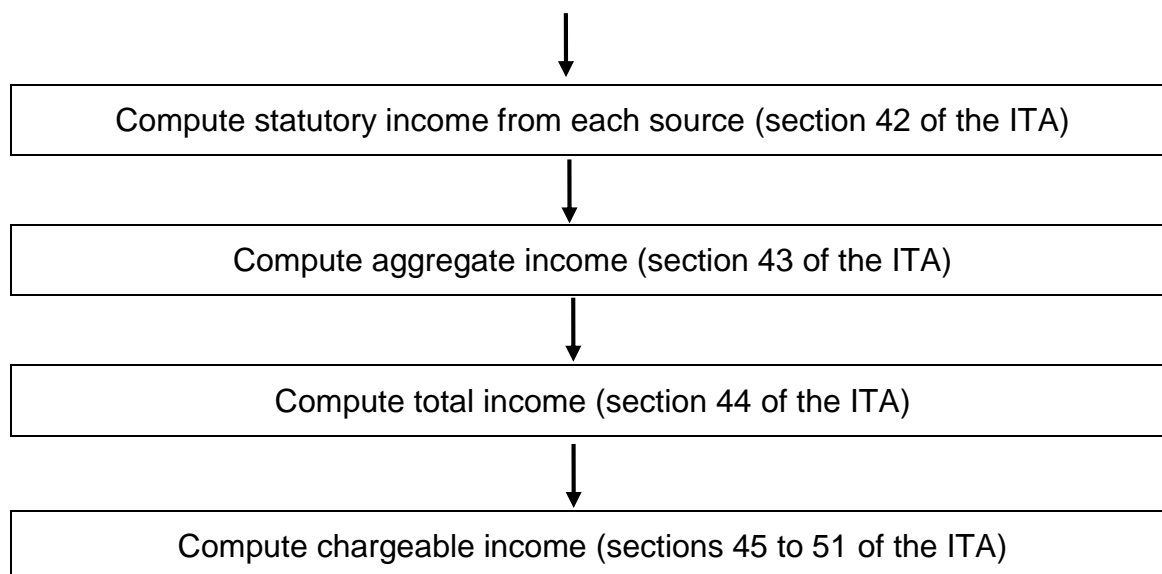 Compute statutory income from each source (section 42 of the ITA)
Compute aggregate income (section 43 of the ITA)
Compute total income (section 44 of the ITA)
Compute chargeable income (sections 45 to 51 of the ITA)